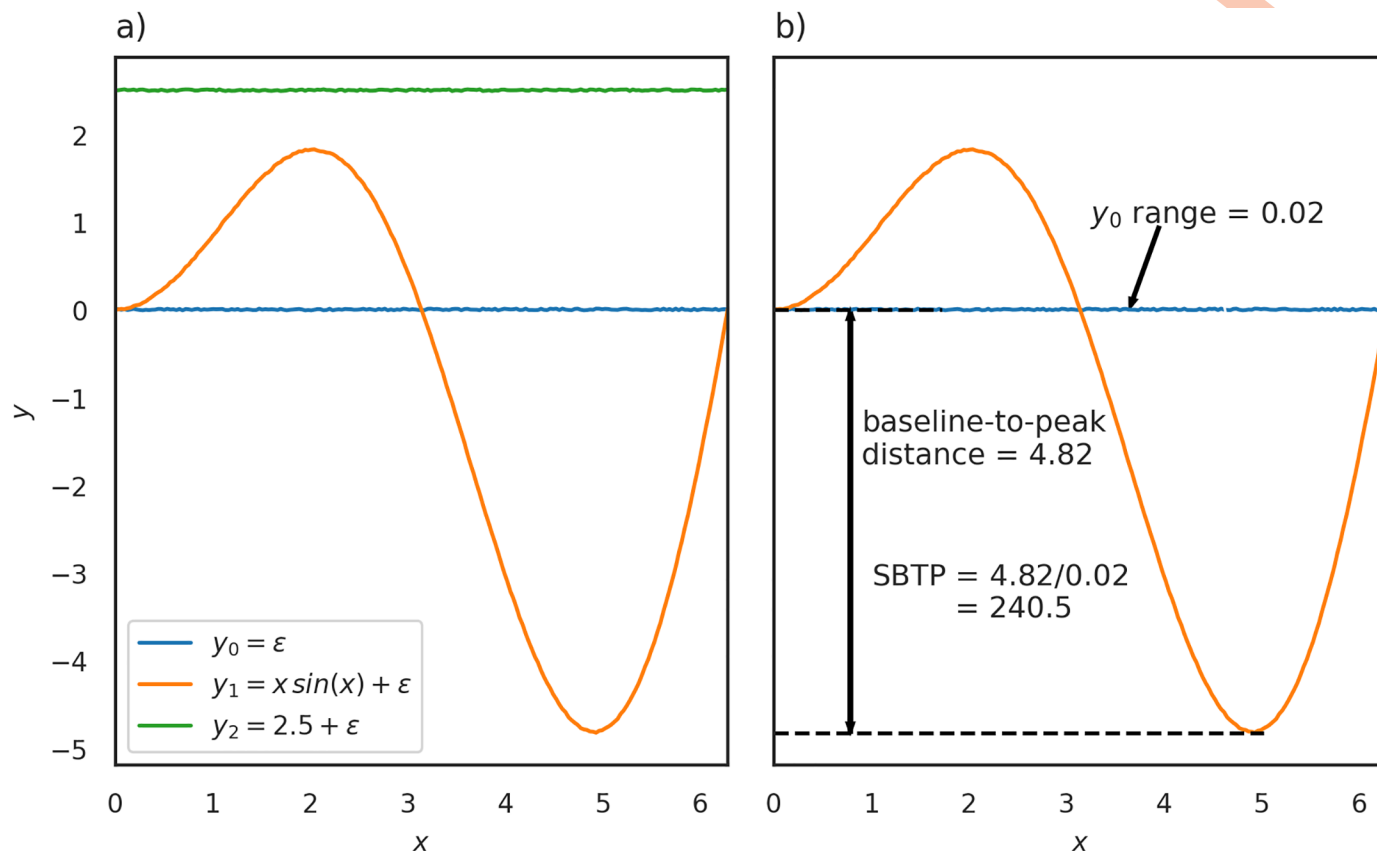 a)
b)
2
1
0
−1
−2
−3
−4
−5
y
y₀ = ε
y₁ = x sin(x) + ε
y₂ = 2.5 + ε
0 1 2 3 4 5 6
x
y₀ range = 0.02
baseline-to-peak
distance = 4.82
SBTP = 4.82/0.02
= 240.5
0 1 2 3 4 5 6
x